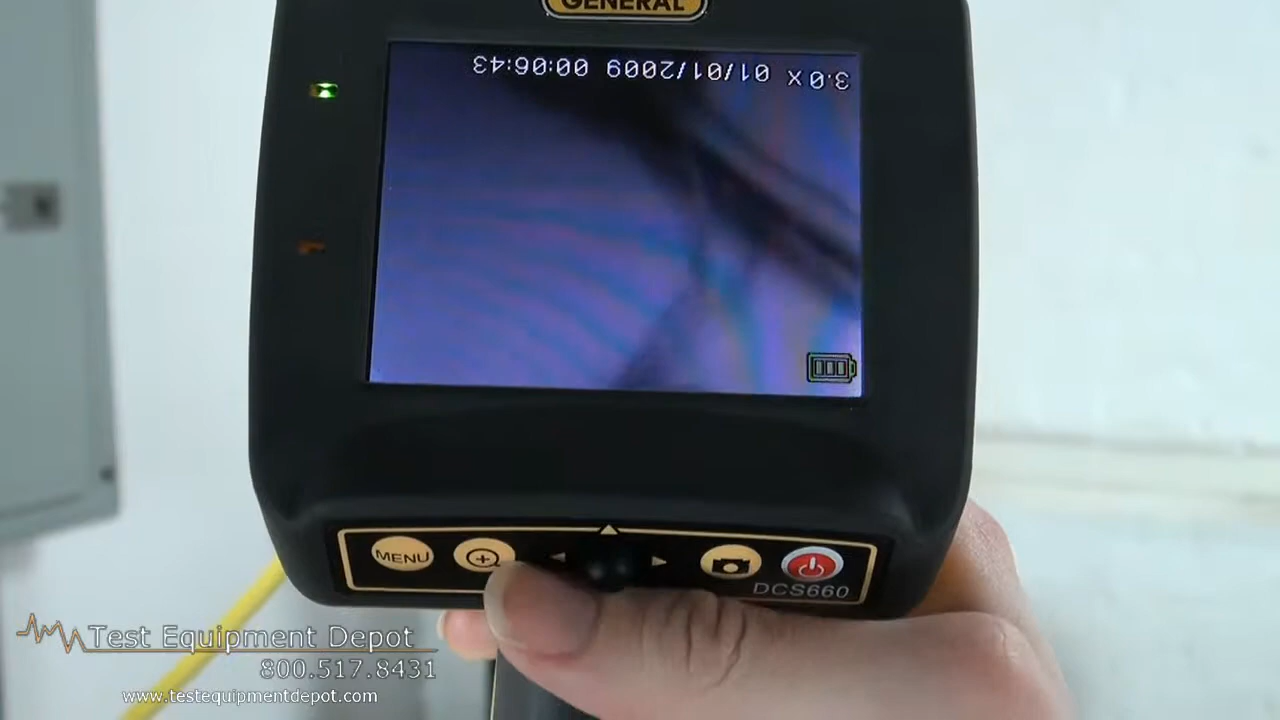 GENERAL
3.0 X 01/01/2009 00:06:43
MENU
DCS660
Test Equipment Depot
800.517.8431
www.testequipmentdepot.com